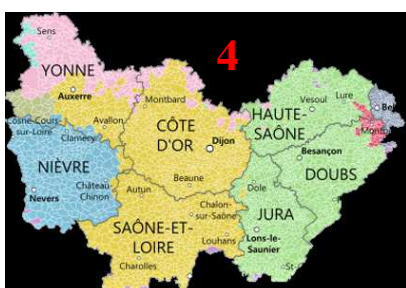 Sens
4
YONNE
Auxerre
Montbard
Vesoul
Lure
Bel
HAUTE-
SAÔNE
Cosne-Cours-
sur-Loire
Avallon
Clamecy
CÔTE
D'OR
Dijon
Besançon
NIÈVRE
DOUBS
Beaune
Château
Chinon
Autun
Dole
Nevers
Chalon-
sur-Saône
JURA
SAÔNE-ET-
LOIRE
Louhans
Lons-le-
Saunier
Charolles
St-